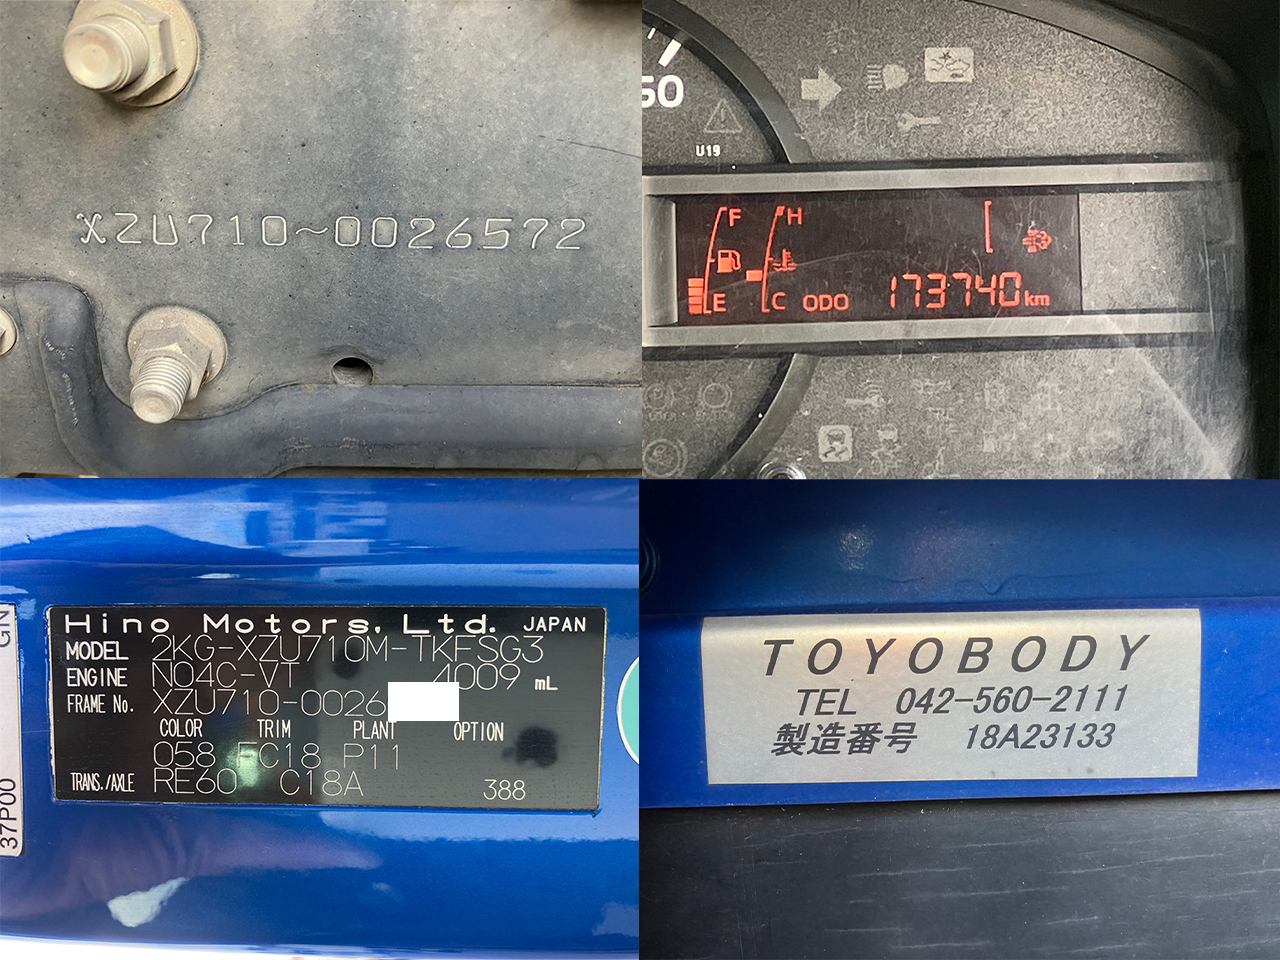 XZU710~0026572
60
U19
F H
E C ODO 173740km
GN
37P00
Hino Motors, Ltd. JAPAN
MODEL 2KG-XZU710M-TKFSG3
ENGINE N04C-VT 4009 mL
FRAME No. XZU710-0026
COLOR TRIM PLANT OPTION
058 FC18 P11
TRANS./AXLE RE60 C18A 388
TOYOBODY
TEL 042-560-2111
製造番号 18A23133